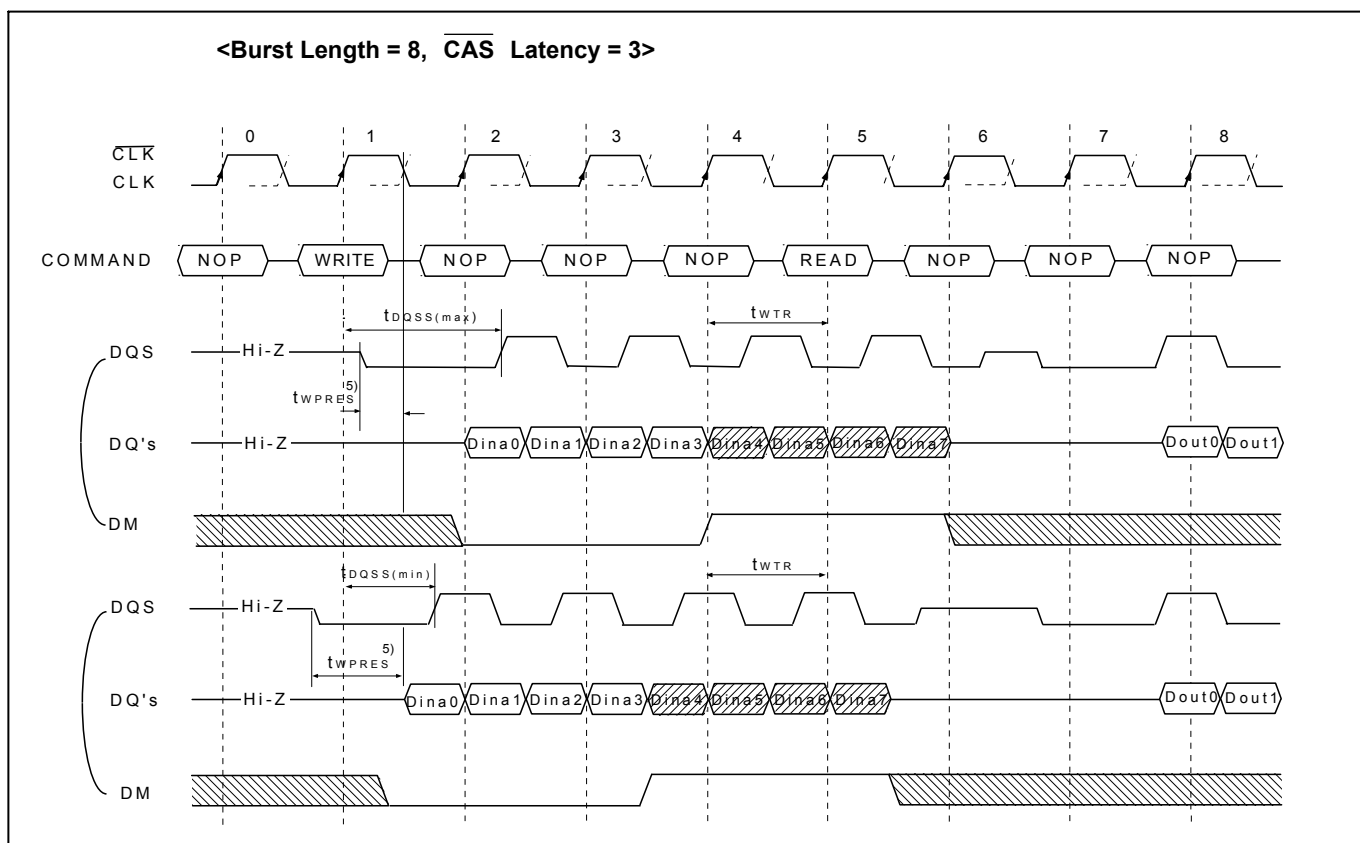 <Burst Length = 8, CAS Latency = 3>
0 1 2 3 4 5 6 7 8
CLK
CLK
COMMAND NOP WRITE NOP NOP NOP READ NOP NOP NOP
tDQSS(max) tWTR
DQS Hi-Z
tWPRES 5)
DQ's Hi-Z Dina0 Dina1 Dina2 Dina3 Dina4 Dina5 Dina6 Dina7 Dout0 Dout1
DM
tDQSS(min) tWTR
DQS Hi-Z
tWPRES 5)
DQ's Hi-Z Dina0 Dina1 Dina2 Dina3 Dina4 Dina5 Dina6 Dina7 Dout0 Dout1
DM